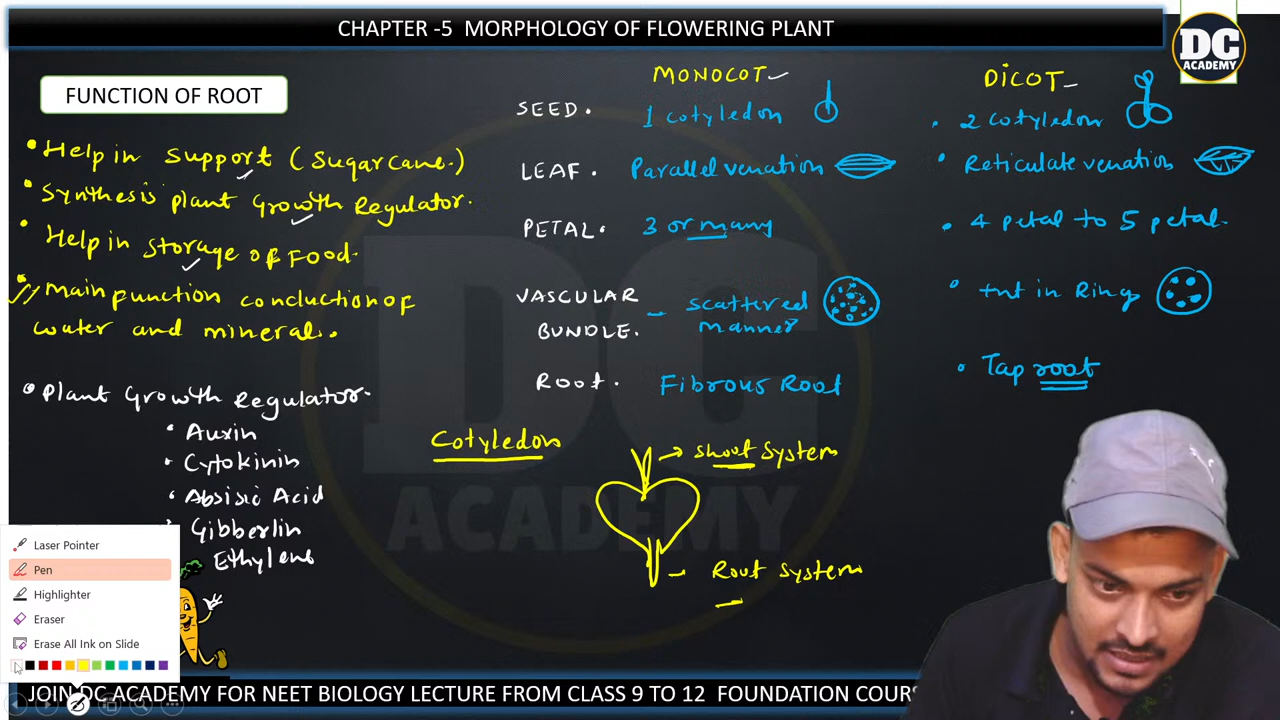 CHAPTER -5 MORPHOLOGY OF FLOWERING PLANT
DC
ACADEMY
FUNCTION OF ROOT
• Help in support (Sugarcane.)
• Synthesis plant Growth Regulator.
• Help in Storage of Food.
• Main function conduction of
water and mineral.
• Plant Growth Regulator.
• Auxin
• Cytokinin
• Absisic Acid
• Gibberlin
Ethylene
MONOCOT
DICOT
SEED.
1 cotyledon
• 2 cotyledon
LEAF.
Parallel venation
• Reticulate venation
PETAL.
3 or many
• 4 petal to 5 petal.
VASCULAR
BUNDLE.
- scattered
manner
in Ring
ROOT.
Fibrous Root
• Tap root
Cotyledon
→ Shoot System
- Root System
DC
ACADEMY
Laser Pointer
Pen
Highlighter
Eraser
Erase All Ink on Slide
JOIN DC ACADEMY FOR NEET BIOLOGY LECTURE FROM CLASS 9 TO 12 FOUNDATION COUR